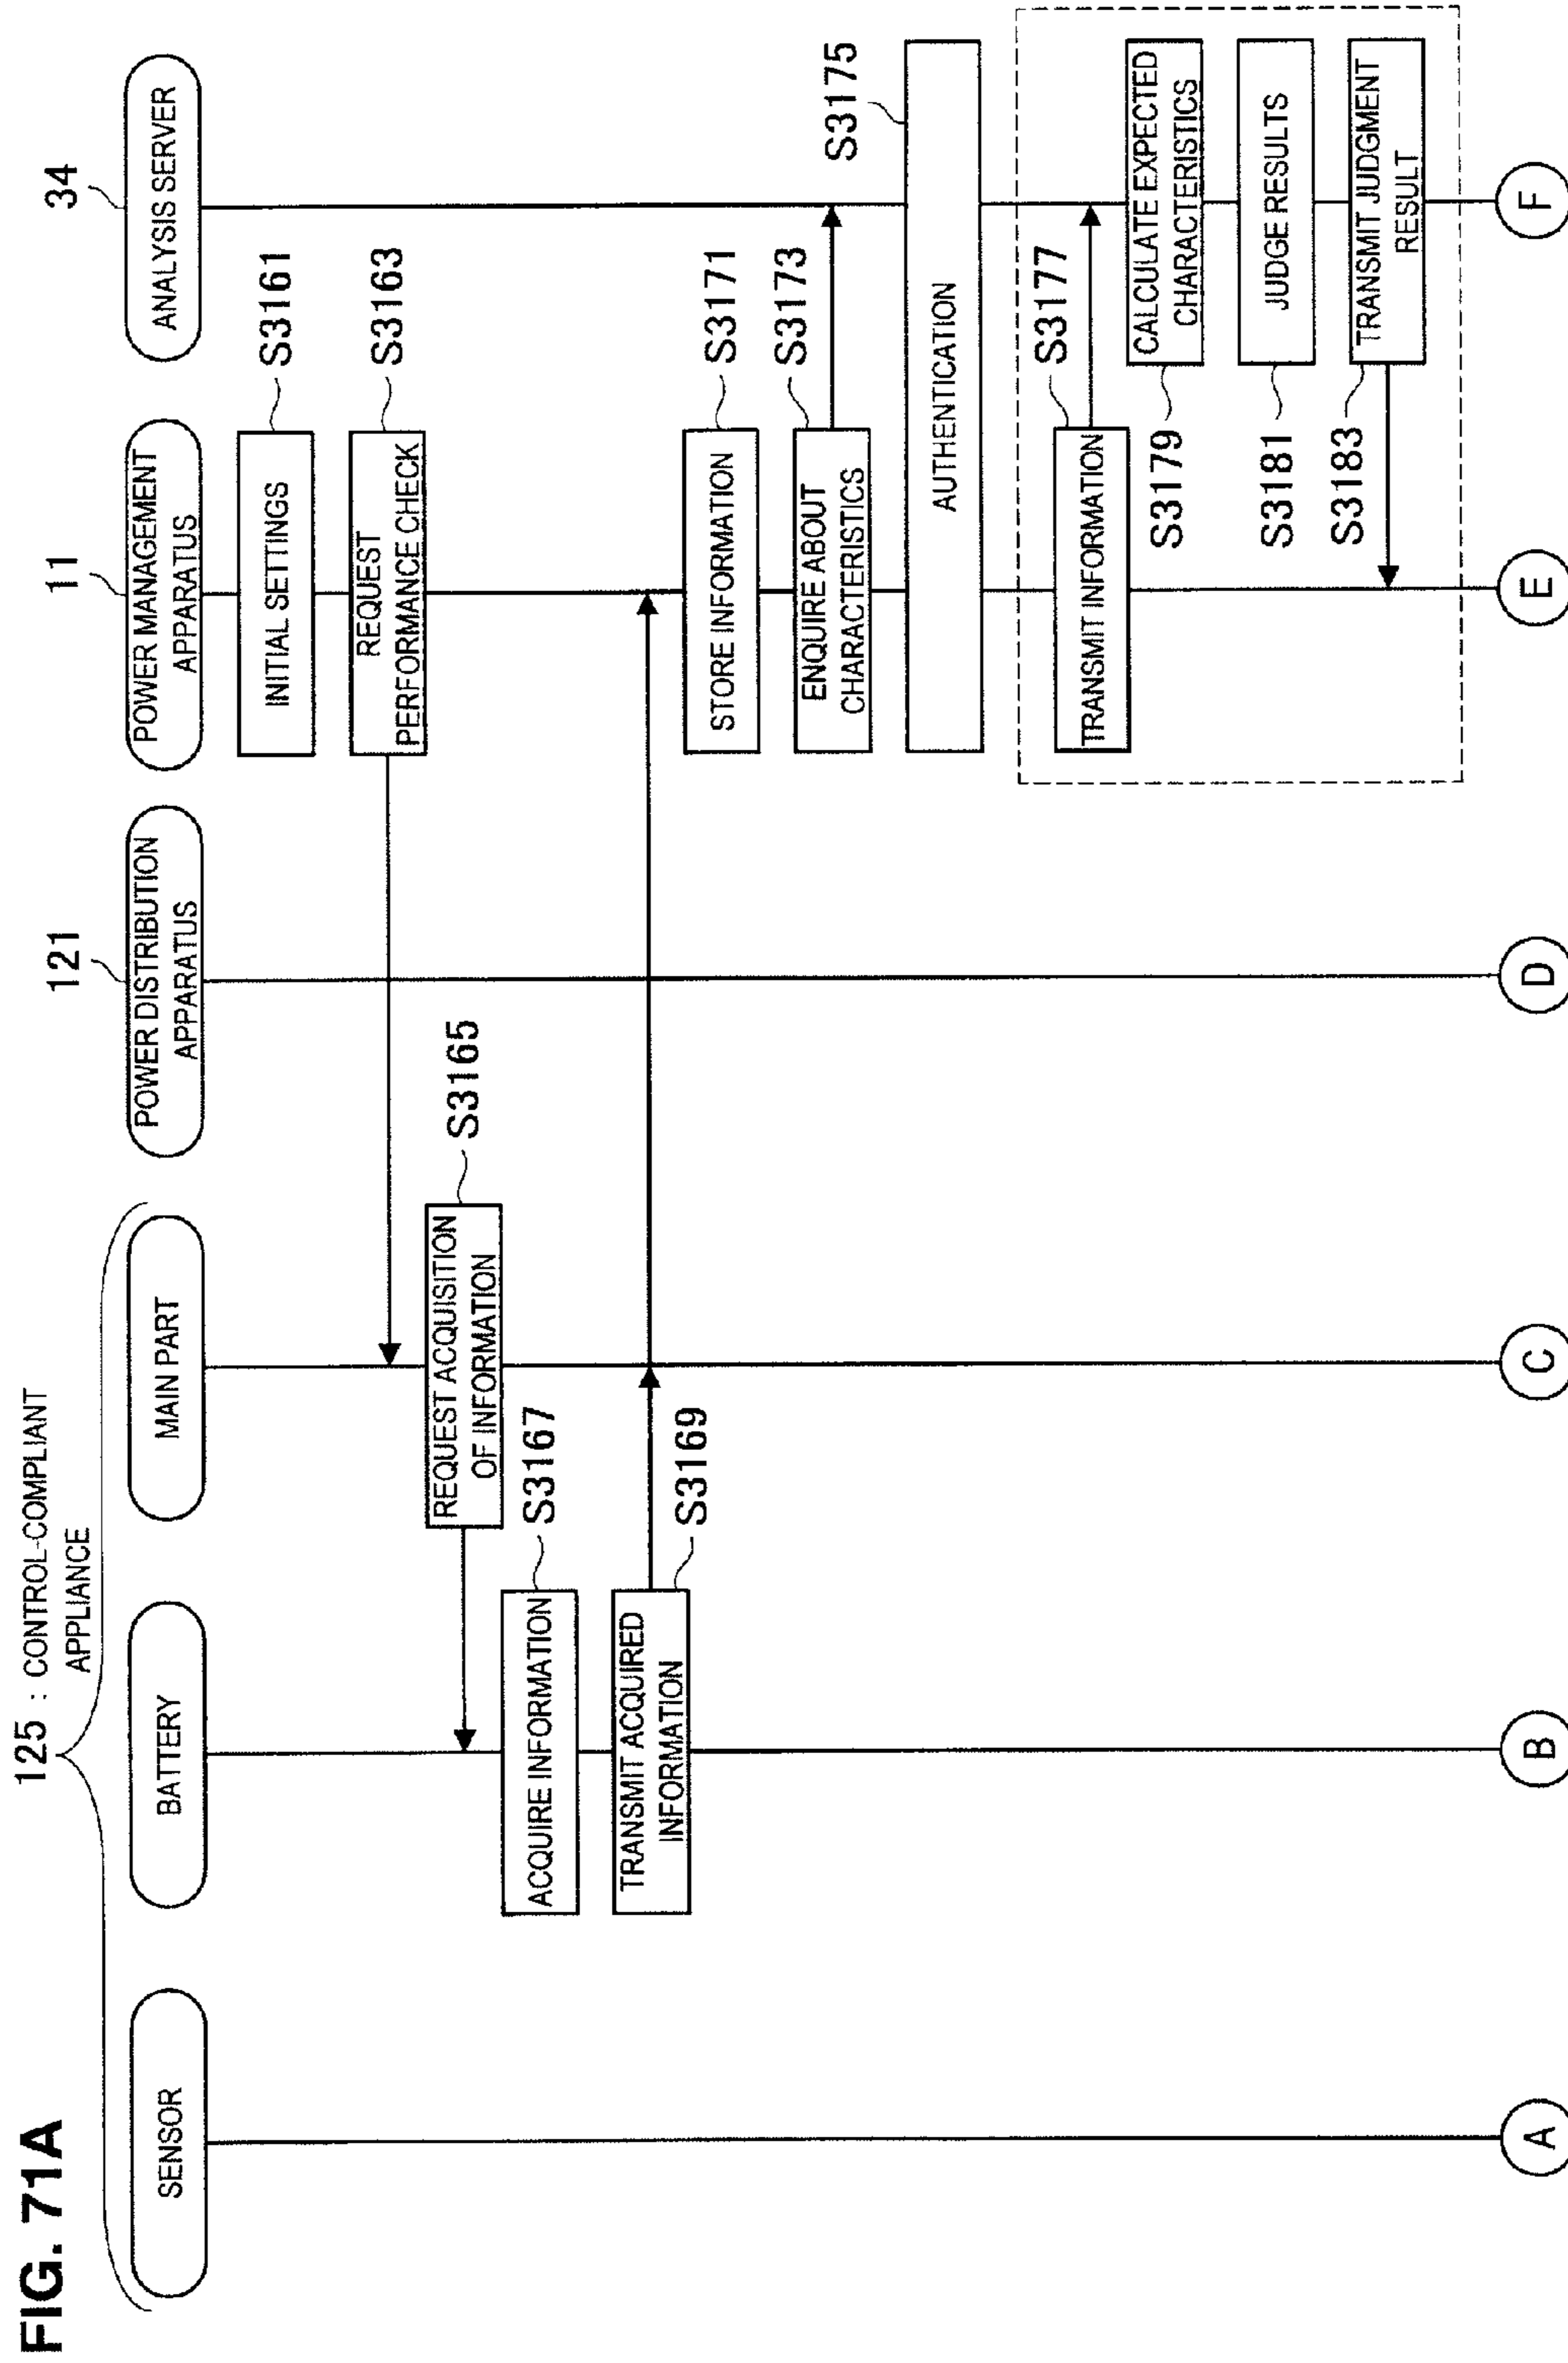 FIG. 71A
125 : CONTROL-COMPLIANT
APPLIANCE
121
11
34
SENSOR
BATTERY
MAIN PART
POWER DISTRIBUTION
APPARATUS
POWER MANAGEMENT
APPARATUS
ANALYSIS SERVER
INITIAL SETTINGS
S3161
REQUEST
PERFORMANCE CHECK
S3163
REQUEST ACQUISITION
OF INFORMATION
S3165
ACQUIRE INFORMATION
S3167
TRANSMIT ACQUIRED
INFORMATION
S3169
STORE INFORMATION
S3171
ENQUIRE ABOUT
CHARACTERISTICS
S3173
AUTHENTICATION
S3175
TRANSMIT INFORMATION
S3177
S3179
CALCULATE EXPECTED
CHARACTERISTICS
S3181
JUDGE RESULTS
S3183
TRANSMIT JUDGMENT
RESULT
A
B
C
D
E
F